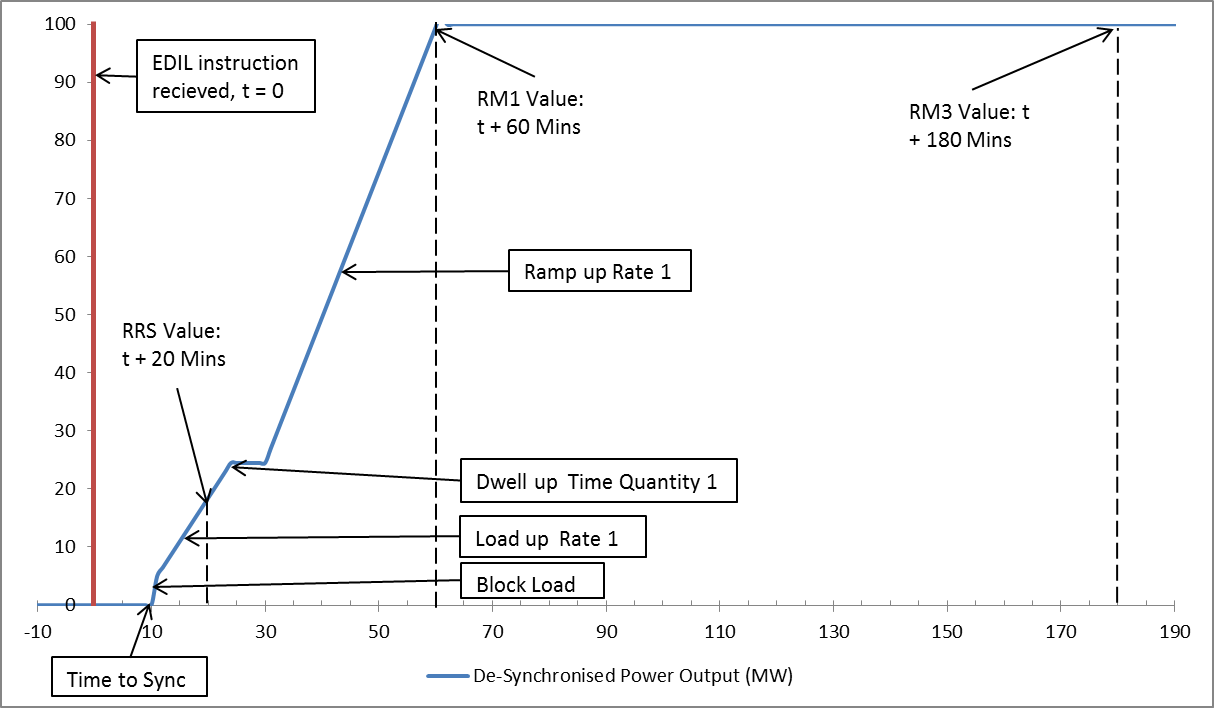 100
90
80
70
60
50
40
30
20
10
0
EDIL instruction
recieved, t = 0
RM1 Value:
t + 60 Mins
RM3 Value: t
+ 180 Mins
Ramp up Rate 1
RRS Value:
t + 20 Mins
Dwell up Time Quantity 1
Load up Rate 1
Block Load
-10 10 30 50 70 90 110 130 150 170 190
Time to Sync
De-Synchronised Power Output (MW)